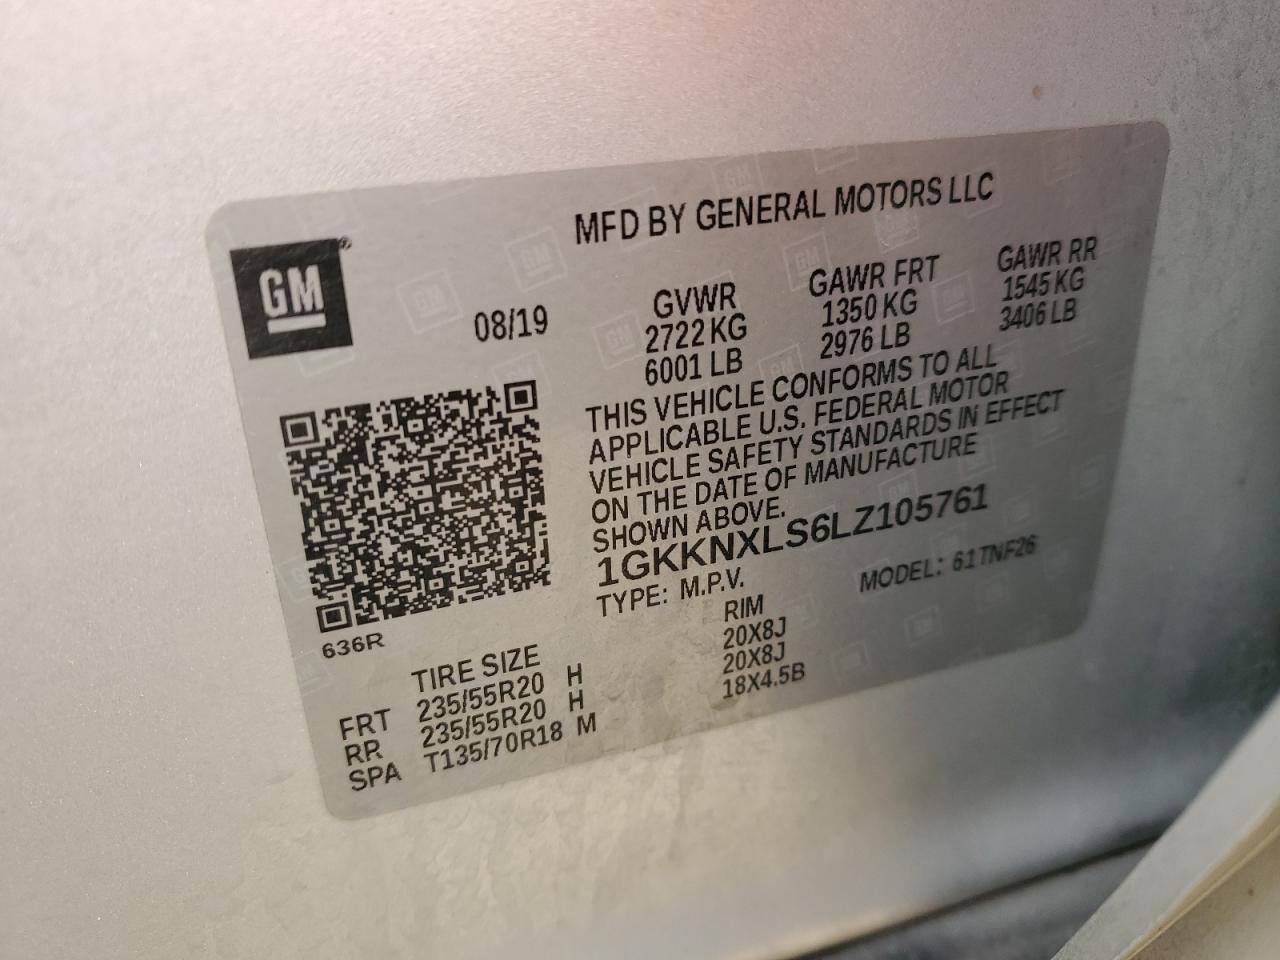 MFD BY GENERAL MOTORS LLC
GM®
08/19
GVWR
2722 KG
6001 LB
GAWR FRT
1350 KG
2976 LB
GAWR RR
1545 KG
3406 LB
THIS VEHICLE CONFORMS TO ALL
APPLICABLE U.S. FEDERAL MOTOR
VEHICLE SAFETY STANDARDS IN EFFECT
ON THE DATE OF MANUFACTURE
SHOWN ABOVE.
1GKKNXLS6LZ105761
TYPE: M.P.V.
MODEL: 61TNF26
636R
TIRE SIZE RIM
FRT 235/55R20 H 20X8J
RR 235/55R20 H 20X8J
SPA T135/70R18 M 18X4.5B